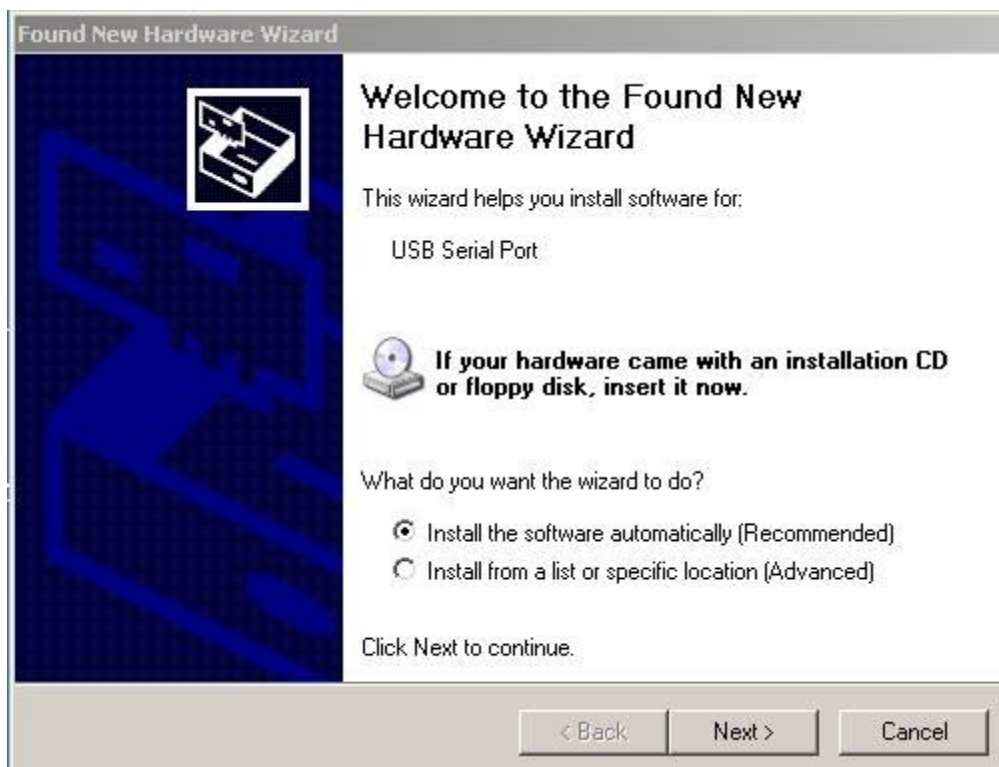 Found New Hardware Wizard
Welcome to the Found New
Hardware Wizard
This wizard helps you install software for:
USB Serial Port
If your hardware came with an installation CD
or floppy disk, insert it now.
What do you want the wizard to do?
Install the software automatically (Recommended)
Install from a list or specific location (Advanced)
Click Next to continue.
< Back
Next >
Cancel